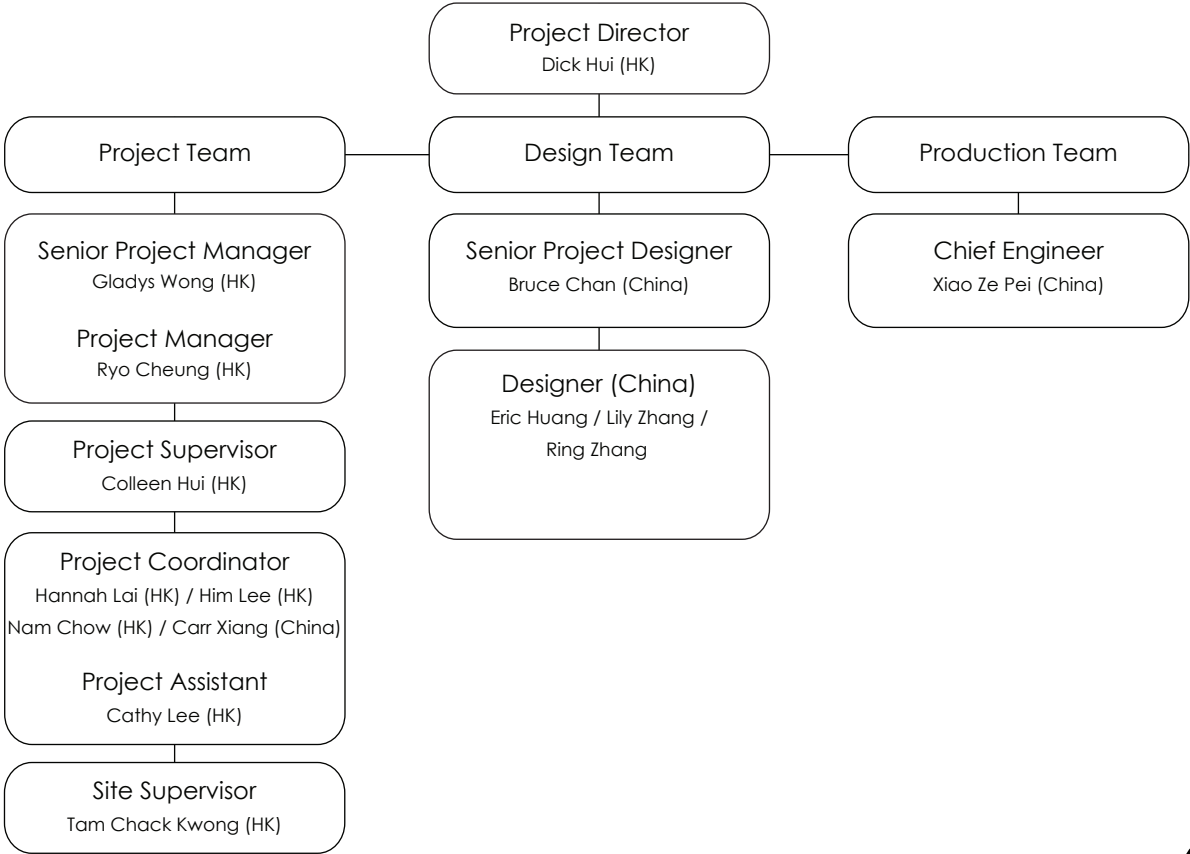 Project Director
Dick Hui (HK)
Project Team
Design Team
Production Team
Senior Project Manager
Gladys Wong (HK)
Project Manager
Ryo Cheung (HK)
Project Supervisor
Colleen Hui (HK)
Project Coordinator
Hannah Lai (HK) / Him Lee (HK)
Nam Chow (HK) / Carr Xiang (China)
Project Assistant
Cathy Lee (HK)
Site Supervisor
Tam Chack Kwong (HK)
Senior Project Designer
Bruce Chan (China)
Designer (China)
Eric Huang / Lily Zhang /
Ring Zhang
Chief Engineer
Xiao Ze Pei (China)